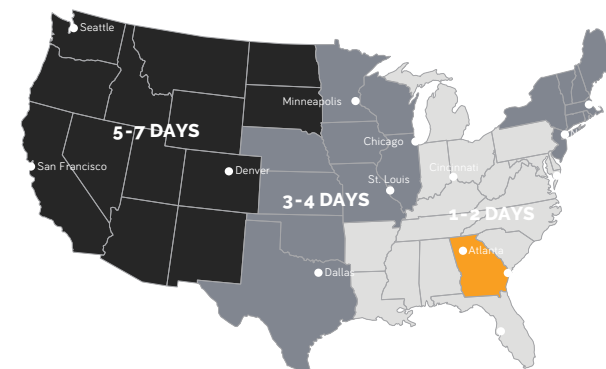 Seattle
Minneapolis
5-7 DAYS
Chicago
San Francisco
Denver
Cincinnati
St. Louis
3-4 DAYS
1-2 DAYS
Atlanta
Dallas